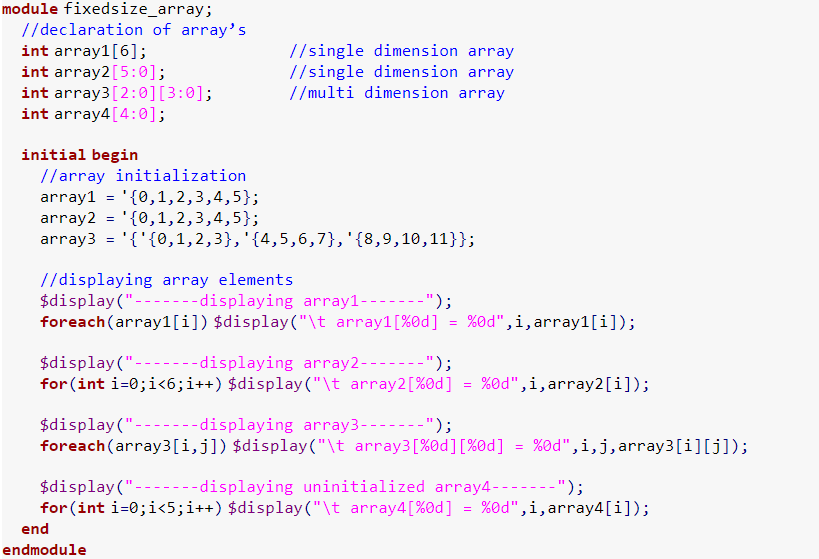 module fixedsize_array;
//declaration of array’s
int array1[6]; //single dimension array
int array2[5:0]; //single dimension array
int array3[2:0][3:0]; //multi dimension array
int array4[4:0];
initial begin
//array initialization
array1 = '{0,1,2,3,4,5};
array2 = '{0,1,2,3,4,5};
array3 = '{'{0,1,2,3},'{4,5,6,7},'{8,9,10,11}};
//displaying array elements
$display("-------displaying array1-------");
foreach(array1[i]) $display("\t array1[%0d] = %0d",i,array1[i]);
$display("-------displaying array2-------");
for(int i=0;i<6;i++) $display("\t array2[%0d] = %0d",i,array2[i]);
$display("-------displaying array3-------");
foreach(array3[i,j]) $display("\t array3[%0d][%0d] = %0d",i,j,array3[i][j]);
$display("-------displaying uninitialized array4-------");
for(int i=0;i<5;i++) $display("\t array4[%0d] = %0d",i,array4[i]);
end
endmodule